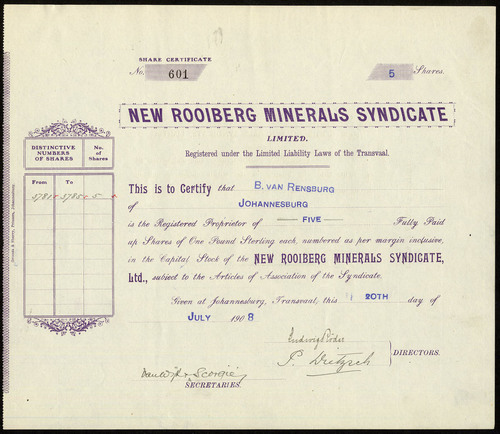 SHARE CERTIFICATE
No. 601
5 Shares.
NEW ROOIBERG MINERALS SYNDICATE
LIMITED.
Registered under the Limited Liability Laws of the Transvaal.
DISTINCTIVE NUMBERS OF SHARES
No. of Shares
From To
5
This is to Certify that B. VAN RENSBURG
of JOHANNESBURG
is the Registered Proprietor of FIVE Fully Paid
up Shares of One Pound Sterling each, numbered as per margin inclusive,
in the Capital Stock of the NEW ROOIBERG MINERALS SYNDICATE,
Ltd., subject to the Articles of Association of the Syndicate.
Given at Johannesburg, Transvaal, this 20TH day of
JULY 1908
DIRECTORS.
SECRETARIES.